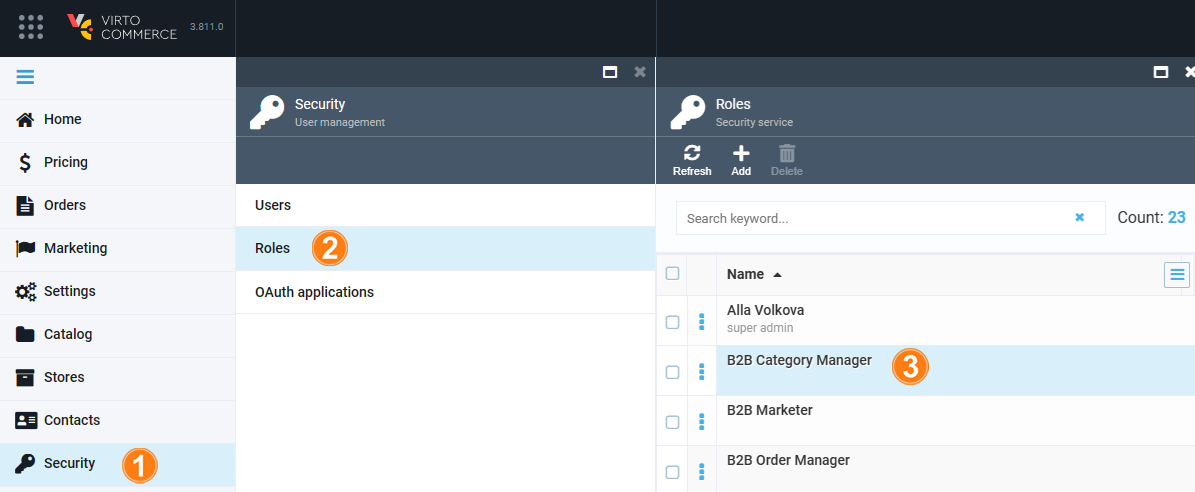 VIRTO
COMMERCE
3.811.0
Home
Pricing
Orders
Marketing
Settings
Catalog
Stores
Contacts
Security
1
Security
User management
Users
Roles
2
OAuth applications
Roles
Security service
Refresh
Add
Delete
Search keyword...
Count: 23
Name
Alla Volkova
super admin
B2B Category Manager
3
B2B Marketer
B2B Order Manager